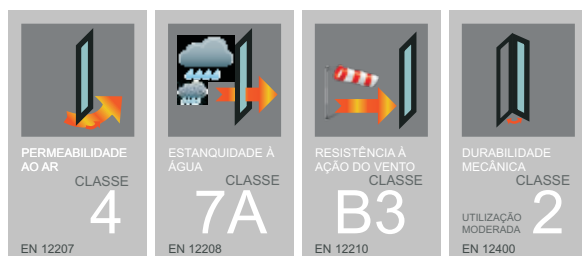 PERMEABILIDADE
AO AR
CLASSE
4
EN 12207
ESTANQUIDADE À
ÁGUA
CLASSE
7A
EN 12208
RESISTÊNCIA À
AÇÃO DO VENTO
CLASSE
B3
EN 12210
DURABILIDADE
MECÂNICA
CLASSE
UTILIZAÇÃO
MODERADA
2
EN 12400